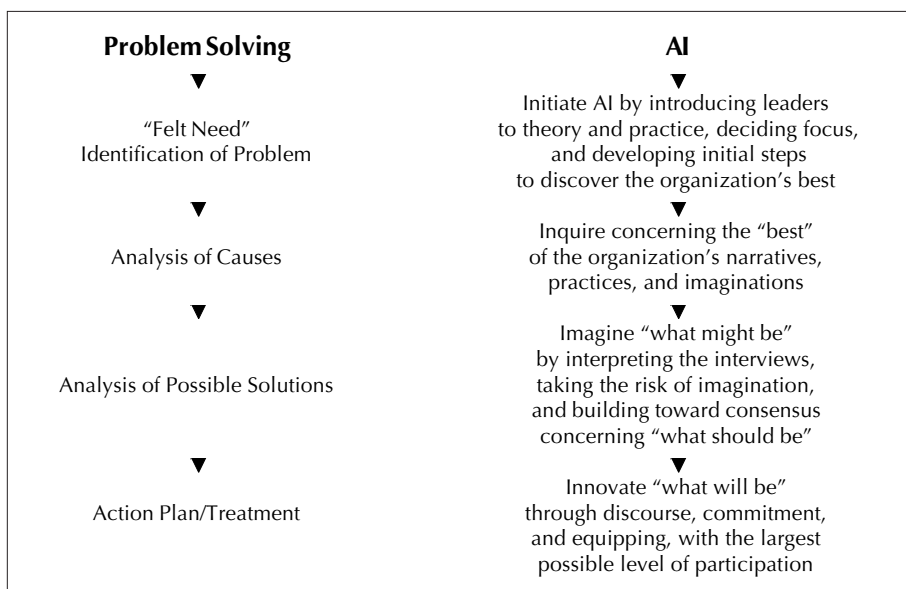 Problem Solving
"Felt Need"
Identification of Problem
Analysis of Causes
Analysis of Possible Solutions
Action Plan/Treatment
AI
Initiate AI by introducing leaders
to theory and practice, deciding focus,
and developing initial steps
to discover the organization’s best
Inquire concerning the “best”
of the organization’s narratives,
practices, and imaginations
Imagine “what might be”
by interpreting the interviews,
taking the risk of imagination,
and building toward consensus
concerning “what should be”
Innovate “what will be”
through discourse, commitment,
and equipping, with the largest
possible level of participation